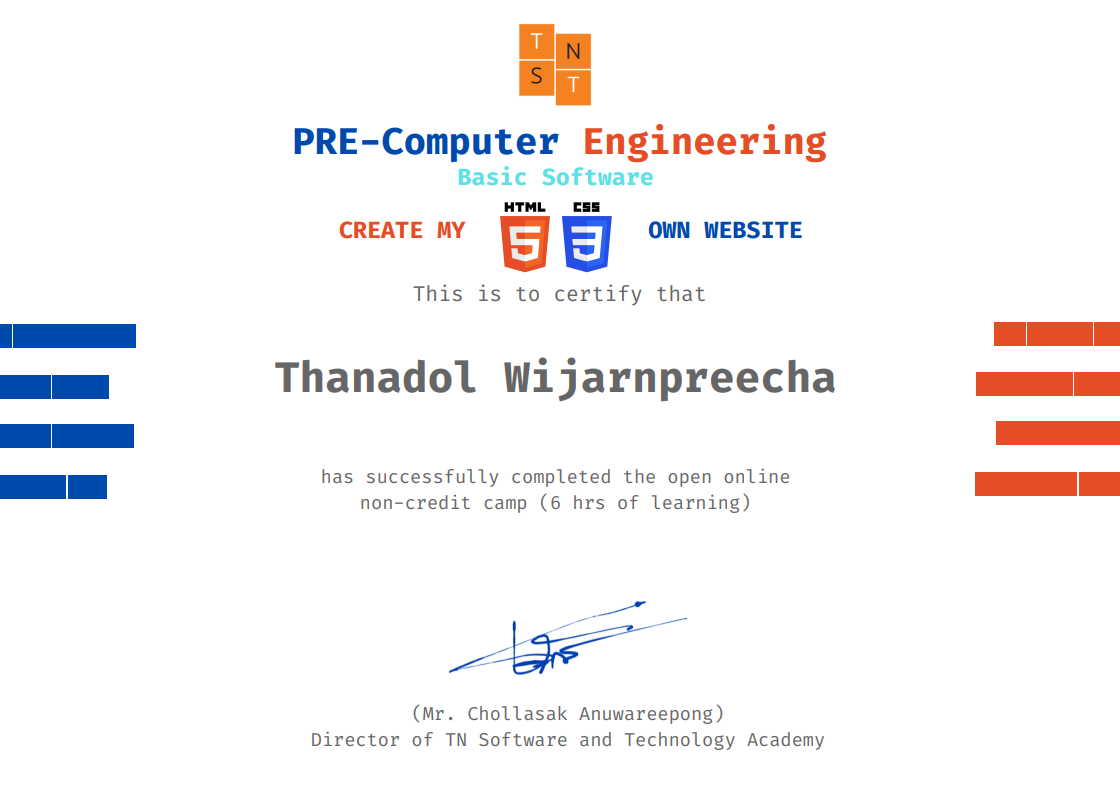 T N
S T
PRE-Computer Engineering
Basic Software
HTML CSS
CREATE MY 5 3 OWN WEBSITE
This is to certify that
Thanadol Wijarnpreecha
has successfully completed the open online
non-credit camp (6 hrs of learning)
(Mr. Chollasak Anuwareepong)
Director of TN Software and Technology Academy